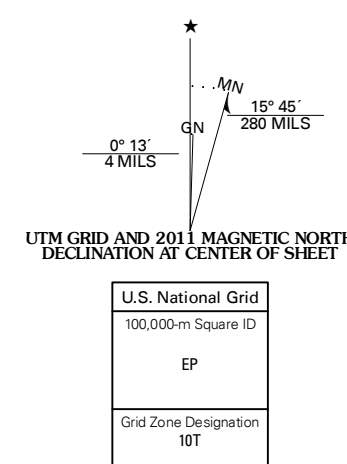 ★
MN
GN
15° 45´
280 MILS
0° 13´
4 MILS
UTM GRID AND 2011 MAGNETIC NORTH
DECLINATION AT CENTER OF SHEET
U.S. National Grid
100,000-m Square ID
EP
Grid Zone Designation
10T